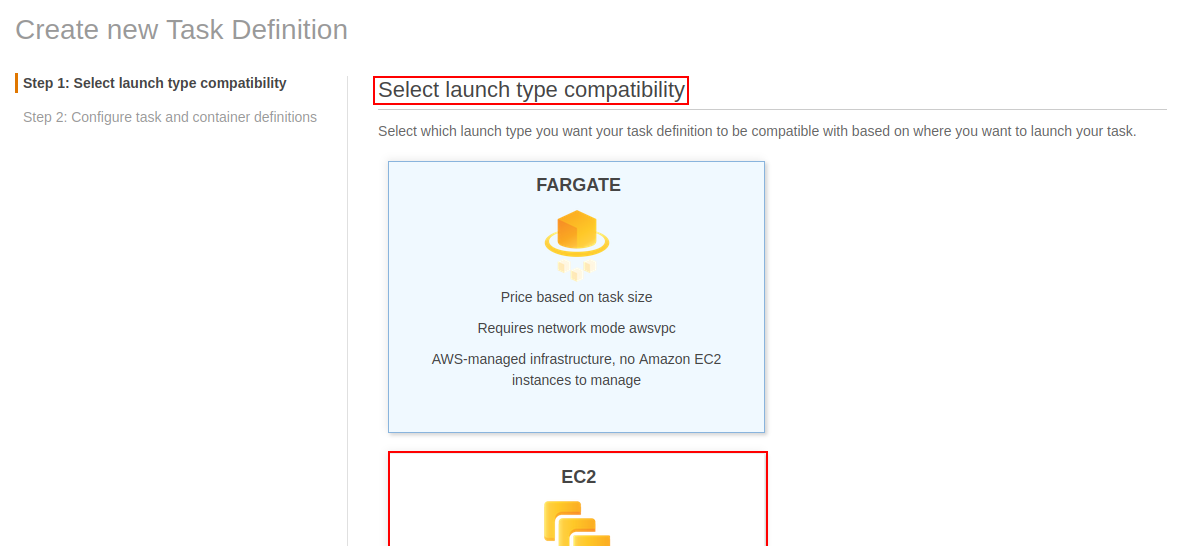 Create new Task Definition
Step 1: Select launch type compatibility
Step 2: Configure task and container definitions
Select launch type compatibility
Select which launch type you want your task definition to be compatible with based on where you want to launch your task.
FARGATE
Price based on task size
Requires network mode awsvpc
AWS-managed infrastructure, no Amazon EC2
instances to manage
EC2